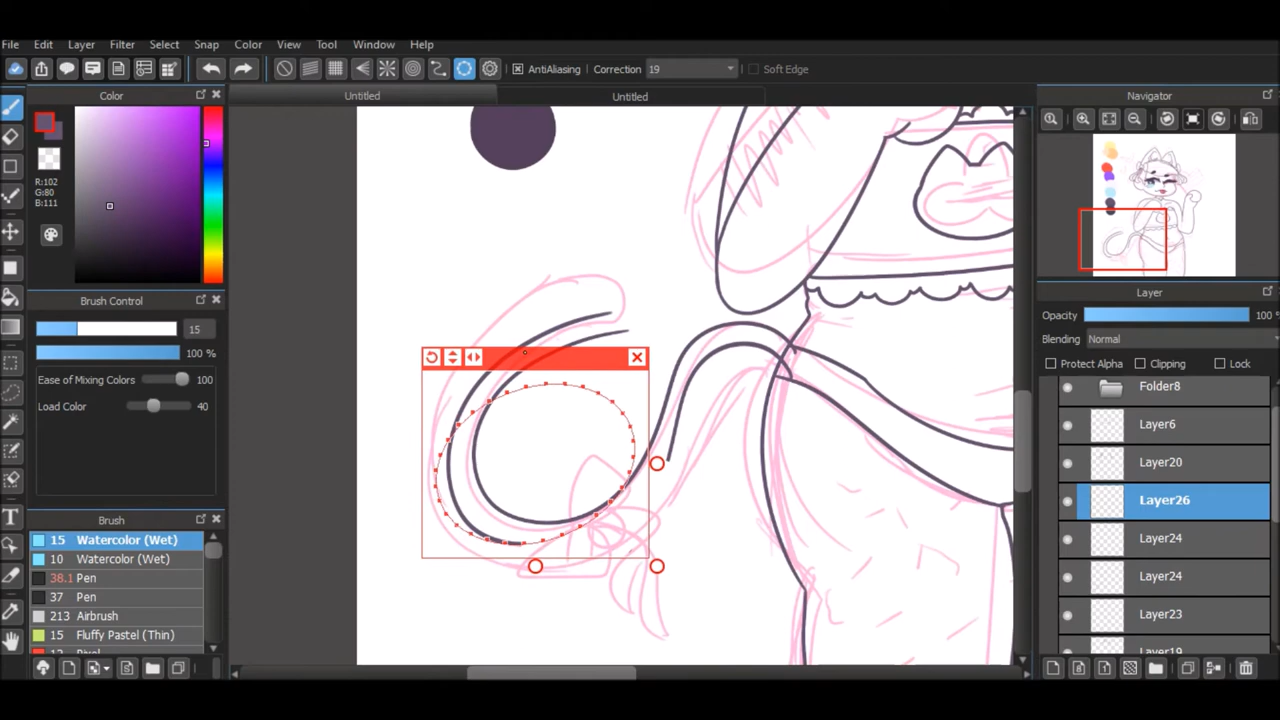 File Edit Layer Filter Select Snap Color View Tool Window Help
AntiAliasing Correction 19 Soft Edge
Color
Untitled Untitled
Navigator
R:102
G:80
B:111
Brush Control
15
100 %
Ease of Mixing Colors 100
Load Color 40
Brush
15 Watercolor (Wet)
10 Watercolor (Wet)
38.1 Pen
37 Pen
213 Airbrush
15 Fluffy Pastel (Thin)
Layer
Opacity 100 %
Blending Normal
Protect Alpha Clipping Lock
Folder8
Layer6
Layer20
Layer26
Layer24
Layer24
Layer23
Layer19